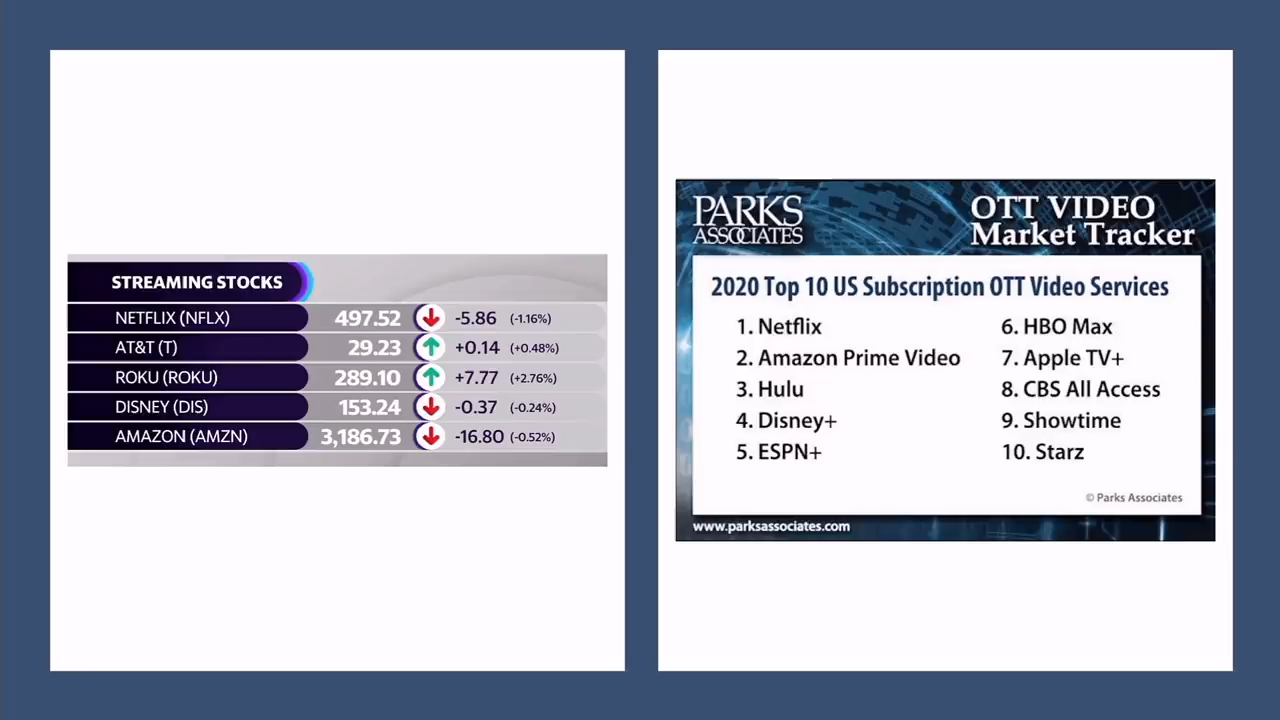 STREAMING STOCKS
NETFLIX (NFLX) 497.52 -5.86 (-1.16%)
AT&T (T) 29.23 +0.14 (+0.48%)
ROKU (ROKU) 289.10 +7.77 (+2.76%)
DISNEY (DIS) 153.24 -0.37 (-0.24%)
AMAZON (AMZN) 3,186.73 -16.80 (-0.52%)
PARKS
ASSOCIATES
OTT VIDEO
Market Tracker
2020 Top 10 US Subscription OTT Video Services
1. Netflix
2. Amazon Prime Video
3. Hulu
4. Disney+
5. ESPN+
6. HBO Max
7. Apple TV+
8. CBS All Access
9. Showtime
10. Starz
© Parks Associates
www.parksassociates.com